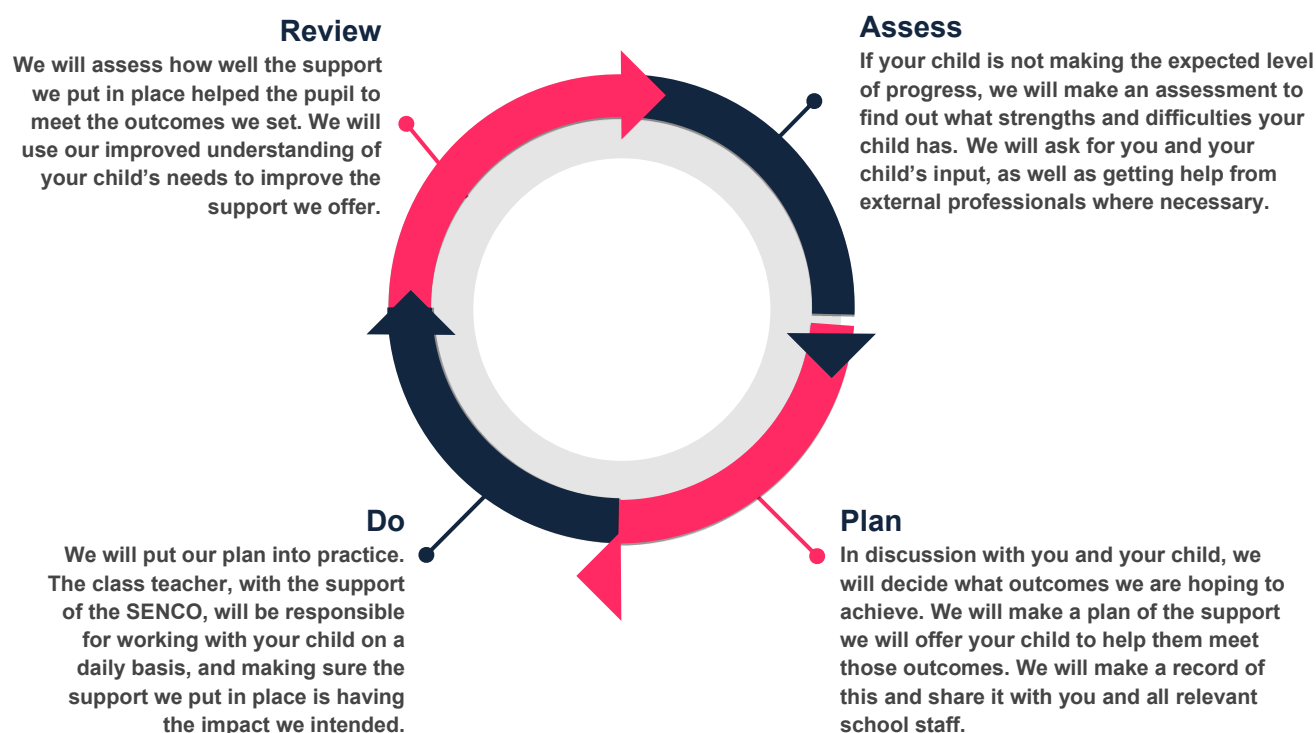 Review
We will assess how well the support
we put in place helped the pupil to
meet the outcomes we set. We will
use our improved understanding of
your child’s needs to improve the
support we offer.
Assess
If your child is not making the expected level
of progress, we will make an assessment to
find out what strengths and difficulties your
child has. We will ask for you and your
child’s input, as well as getting help from
external professionals where necessary.
Do
We will put our plan into practice.
The class teacher, with the support
of the SENCO, will be responsible
for working with your child on a
daily basis, and making sure the
support we put in place is having
the impact we intended.
Plan
In discussion with you and your child, we
will decide what outcomes we are hoping to
achieve. We will make a plan of the support
we will offer your child to help them meet
those outcomes. We will make a record of
this and share it with you and all relevant
school staff.